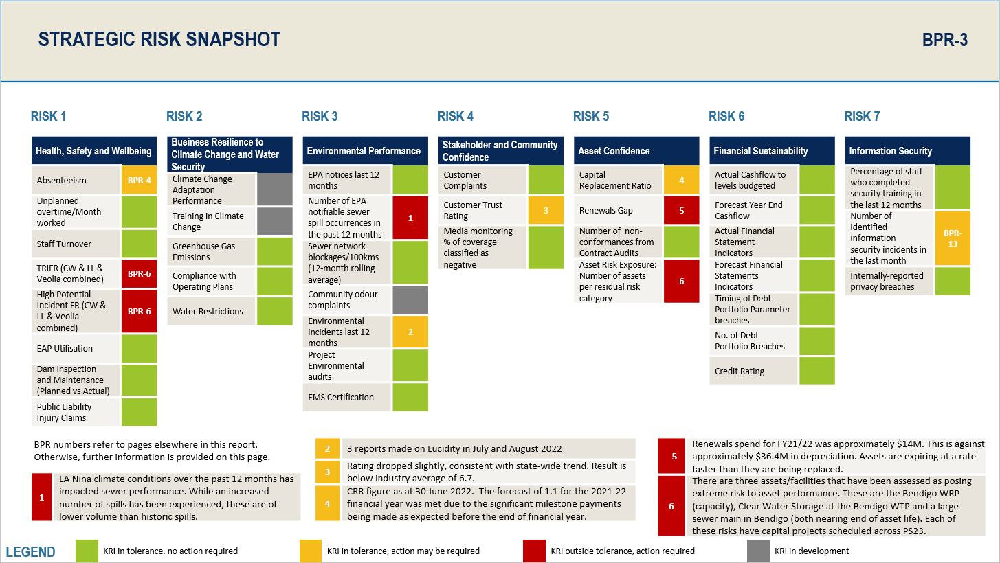 STRATEGIC RISK SNAPSHOT
BPR-3
RISK 1
Health, Safety and Wellbeing
Absenteeism
BPR-4
Unplanned
overtime/Month
worked
Staff Turnover
TRIFR (CW & LL &
Veolia combined)
BPR-6
High Potential
Incident FR (CW &
LL & Veolia
combined)
BPR-6
EAP Utilisation
Dam Inspection
and Maintenance
(Planned vs Actual)
Public Liability
Injury Claims
RISK 2
Business Resilience to
Climate Change and Water
Security
Climate Change
Adaptation
Performance
Training in Climate
Change
Greenhouse Gas
Emissions
Compliance with
Operating Plans
Water Restrictions
RISK 3
Environmental Performance
EPA notices last 12
months
Number of EPA
notifiable sewer
spill occurrences in
the past 12 months
1
Sewer network
blockages/100kms
(12-month rolling
average)
Community odour
complaints
Environmental
incidents last 12
months
2
Project
Environmental
audits
EMS Certification
RISK 4
Stakeholder and Community
Confidence
Customer
Complaints
Customer Trust
Rating
3
Media monitoring
% of coverage
classified as
negative
RISK 5
Asset Confidence
Capital
Replacement Ratio
4
Renewals Gap
5
Number of  non-
conformances from
Contract Audits
Asset Risk Exposure:
Number of assets
per residual risk
category
6
RISK 6
Financial Sustainability
Actual Cashflow to
levels budgeted
Forecast Year End
Cashflow
Actual Financial
Statement
Indicators
Forecast Financial
Statements
Indicators
Timing of Debt
Portfolio Parameter
breaches
No. of Debt
Portfolio Breaches
Credit Rating
RISK 7
Information Security
Percentage of staff
who completed
security training in
the last 12 months
Number of
identified
information
security incidents in
the last month
BPR-
13
Internally-reported
privacy breaches
BPR numbers refer to pages elsewhere in this report.
Otherwise, further information is provided on this page.
1
LA Nina climate conditions over the past 12 months has
impacted sewer performance. While an increased
number of spills has been experienced, these are of
lower volume than historic spills.
2
3 reports made on Lucidity in July and August 2022
3
Rating dropped slightly, consistent with state-wide trend. Result is
below industry average of 6.7.
4
CRR figure as at 30 June 2022.  The forecast of 1.1 for the 2021-22
financial year was met due to the significant milestone payments
being made as expected before the end of financial year.
5
Renewals spend for FY21/22 was approximately $14M. This is against
approximately $36.4M in depreciation. Assets are expiring at a rate
faster than they are being replaced.
6
There are three assets/facilities that have been assessed as posing
extreme risk to asset performance. These are the Bendigo WRP
(capacity), Clear Water Storage at the Bendigo WTP and a large
sewer main in Bendigo (both nearing end of asset life). Each of
these risks have capital projects scheduled across PS23.
LEGEND
KRI in tolerance, no action required
KRI in tolerance, action may be required
KRI outside tolerance, action required
KRI in development